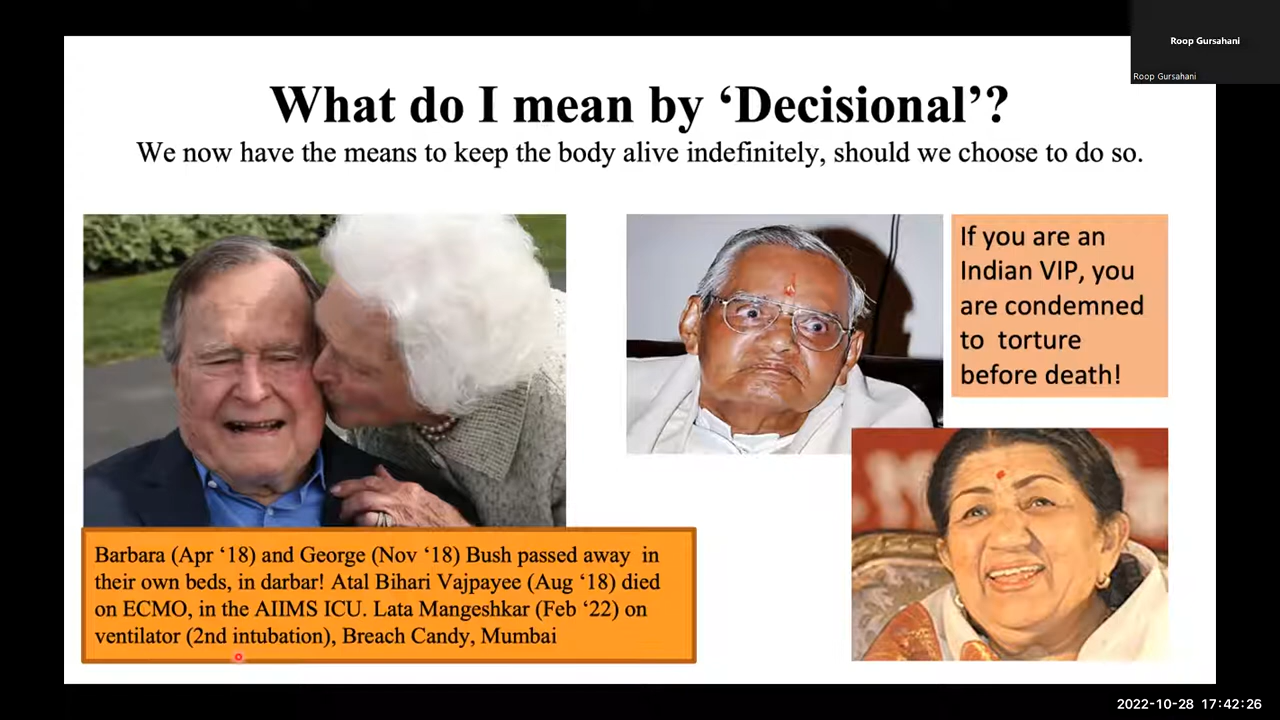 Roop Gursahani
Roop Gursahani
What do I mean by ‘Decisional’?
We now have the means to keep the body alive indefinitely, should we choose to do so.
If you are an
Indian VIP, you
are condemned
to torture
before death!
Barbara (Apr ‘18) and George (Nov ‘18) Bush passed away in
their own beds, in darbar! Atal Bihari Vajpayee (Aug ‘18) died
on ECMO, in the AIIMS ICU. Lata Mangeshkar (Feb ‘22) on
ventilator (2nd intubation), Breach Candy, Mumbai
2022-10-28 17:42:26